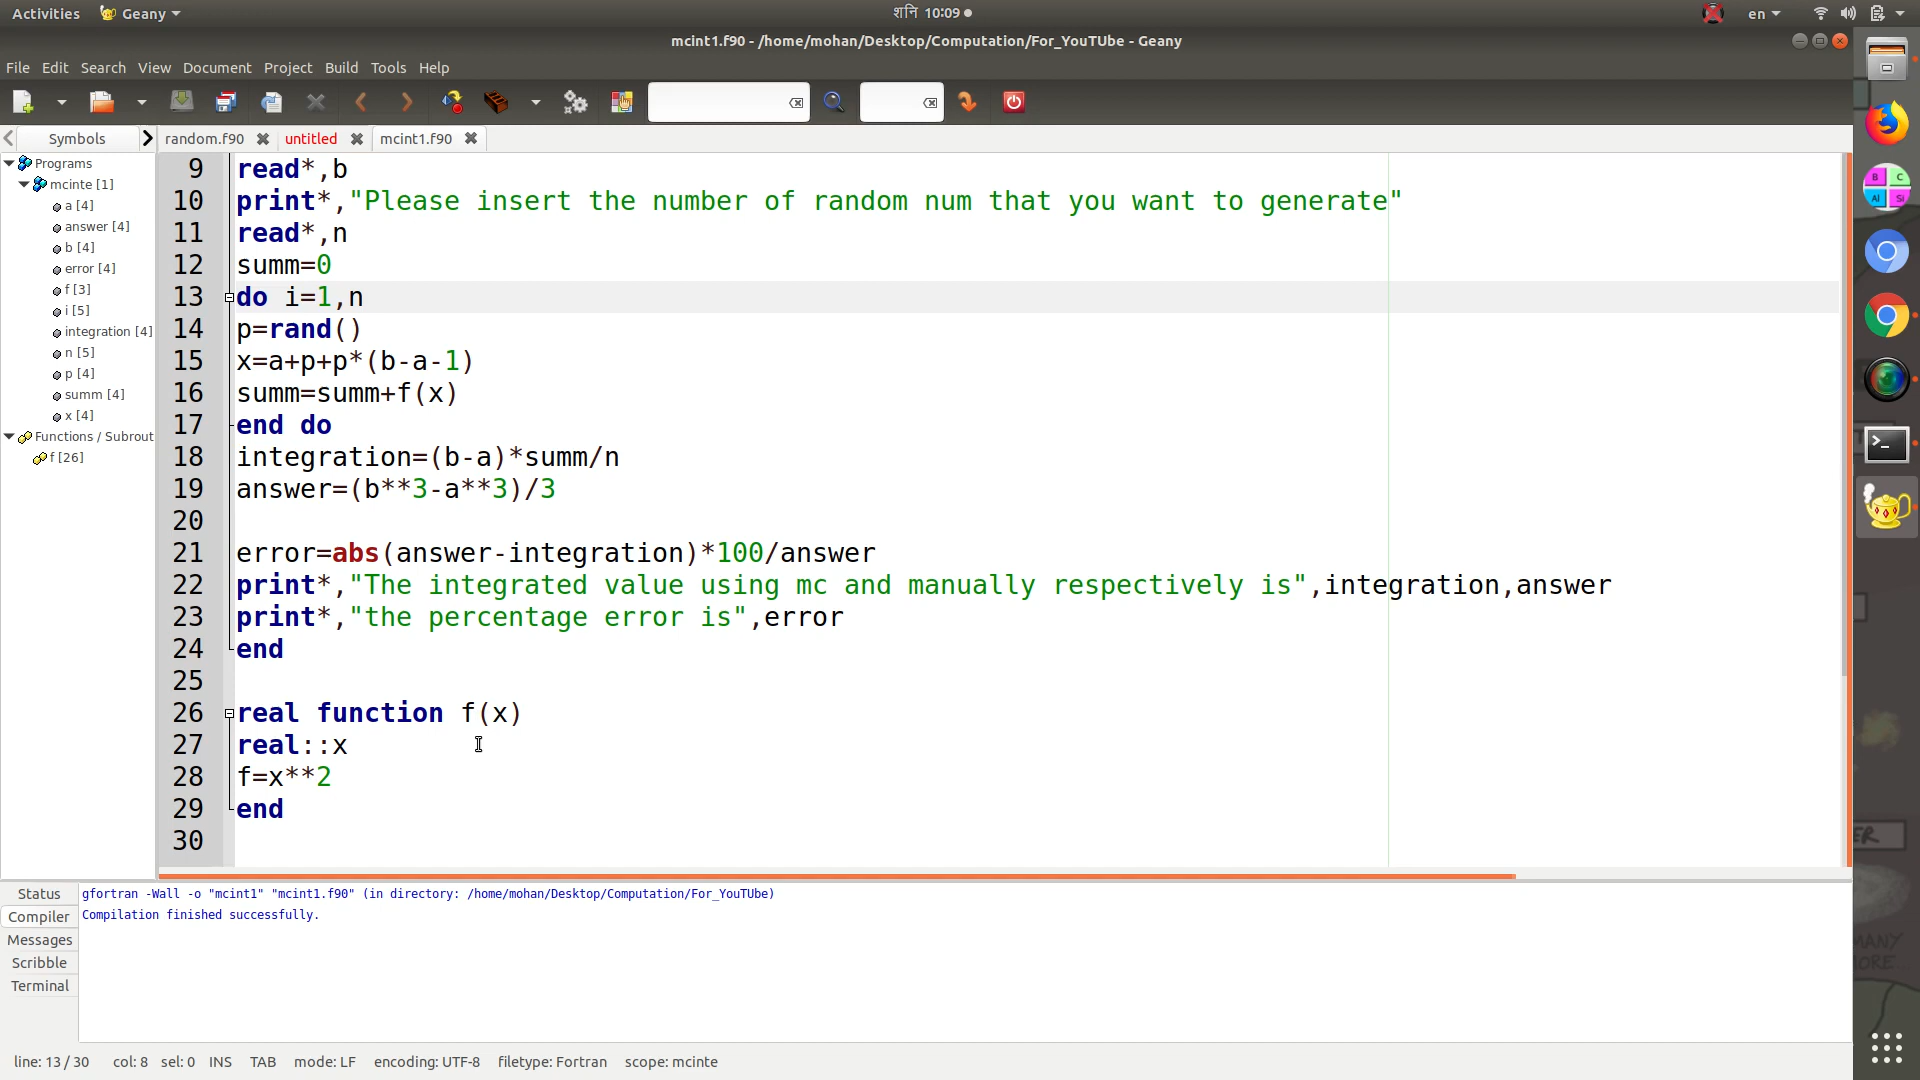 Activities Geany शनि 10:09 en
mcint1.f90 - /home/mohan/Desktop/Computation/For_YouTUbe - Geany
File Edit Search View Document Project Build Tools Help
Symbols random.f90 untitled mcint1.f90
Programs
mcinte [1]
a [4]
answer [4]
b [4]
error [4]
f [3]
i [5]
integration [4]
n [5]
p [4]
summ [4]
x [4]
Functions / Subrout
f [26]
9 read*,b
10 print*,"Please insert the number of random num that you want to generate"
11 read*,n
12 summ=0
13 do i=1,n
14 p=rand()
15 x=a+p+p*(b-a-1)
16 summ=summ+f(x)
17 end do
18 integration=(b-a)*summ/n
19 answer=(b**3-a**3)/3
20
21 error=abs(answer-integration)*100/answer
22 print*,"The integrated value using mc and manually respectively is",integration,answer
23 print*,"the percentage error is",error
24 end
25
26 real function f(x)
27 real::x
28 f=x**2
29 end
30
Status
Compiler
Messages
Scribble
Terminal
gfortran -Wall -o "mcint1" "mcint1.f90" (in directory: /home/mohan/Desktop/Computation/For_YouTUbe)
Compilation finished successfully.
line: 13 / 30 col: 8 sel: 0 INS TAB mode: LF encoding: UTF-8 filetype: Fortran scope: mcinte
B C
Al Si
ER
MANY
MORE